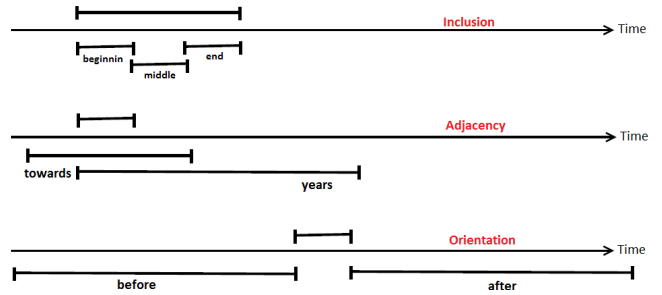 Inclusion
Time
beginnin
end
middle
Adjacency
Time
towards
years
Orientation
Time
before
after